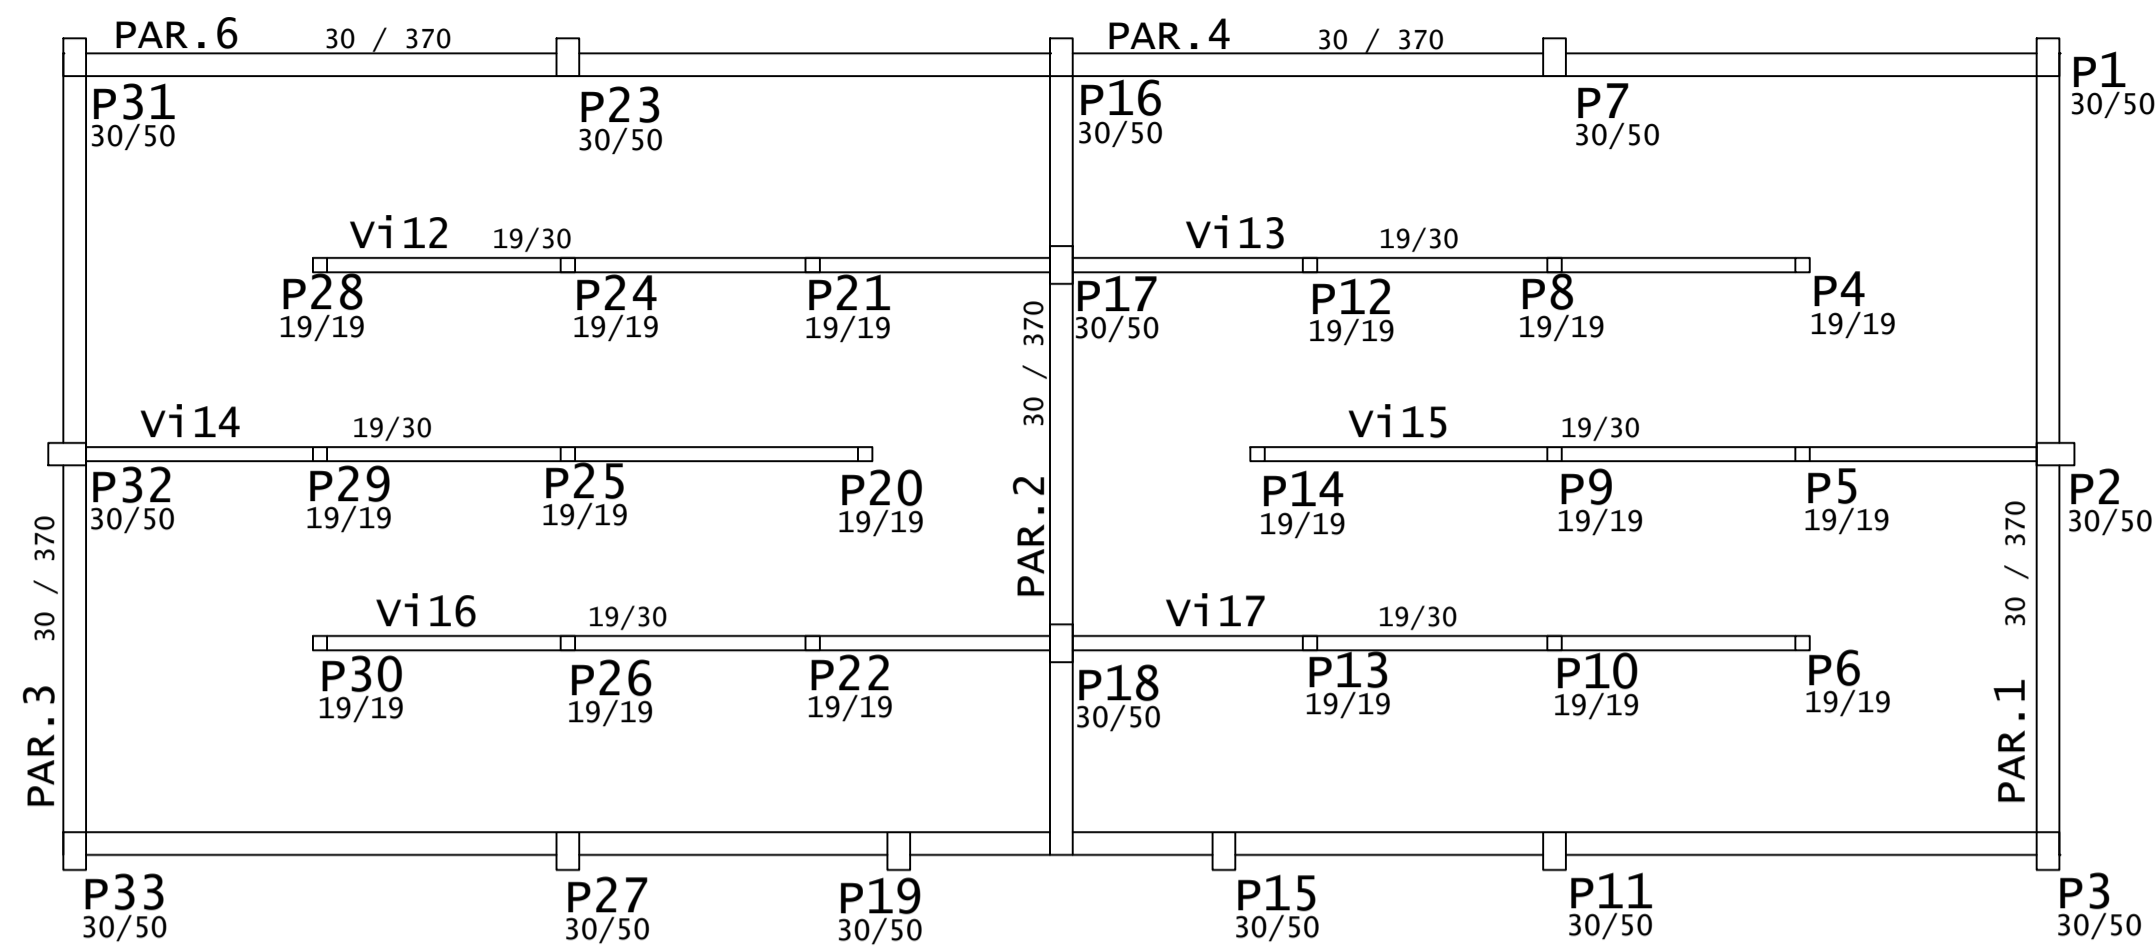 PAR.6 30 / 370
PAR.4 30 / 370
P31
30/50
P23
30/50
P16
30/50
P7
30/50
P1
30/50
Vi12 19/30
Vi13 19/30
P28
19/19
P24
19/19
P21
19/19
P17
30/50
P12
19/19
P8
19/19
P4
19/19
Vi14 19/30
Vi15 19/30
P32
30/50
P29
19/19
P25
19/19
P20
19/19
PAR.2 30 / 370
P14
19/19
P9
19/19
P5
19/19
P2
30/50
Vi16 19/30
Vi17 19/30
PAR.3 30 / 370
P30
19/19
P26
19/19
P22
19/19
P18
30/50
P13
19/19
P10
19/19
P6
19/19
PAR.1 30 / 370
P33
30/50
P27
30/50
P19
30/50
P15
30/50
P11
30/50
P3
30/50